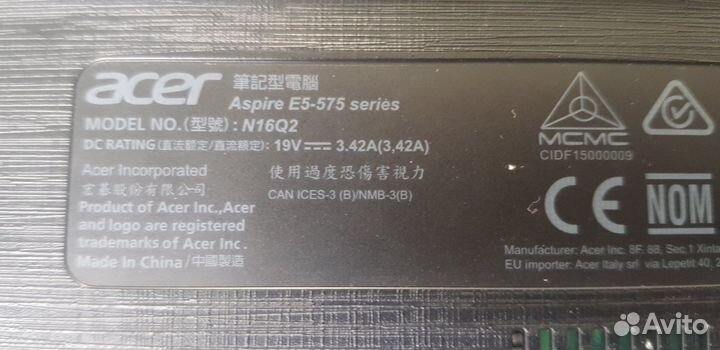 acer 筆記型電腦
Aspire E5-575 series
MODEL NO.(型號): N16Q2
DC RATING(直流額定/直流額定): 19V 3.42A(3,42A)
Acer Incorporated
宏碁股份有限公司
使用過度恐傷害視力
CAN ICES-3 (B)/NMB-3(B)
Product of Acer Inc.,Acer
and logo are registered
trademarks of Acer Inc.
Made In China/中國製造
MCMC
CIDF15000009
CE NOM
Manufacturer: Acer Inc. 8F, 88, Sec.1 Xinta
EU importer: Acer Italy srl via Lepetit 40, 2
Avito